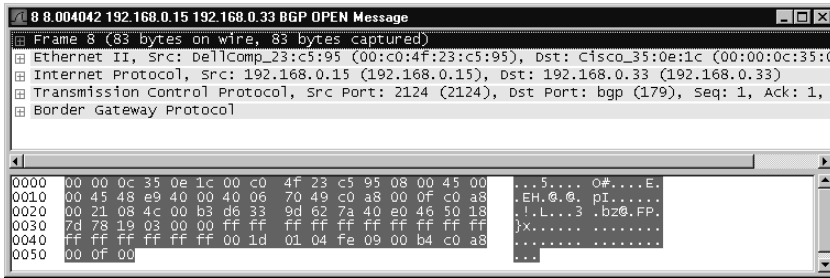 8 8.004042 192.168.0.15 192.168.0.33 BGP OPEN Message
Frame 8 (83 bytes on wire, 83 bytes captured)
Ethernet II, Src: DellComp_23:c5:95 (00:c0:4f:23:c5:95), Dst: Cisco_35:0e:1c (00:00:0c:35:0
Internet Protocol, Src: 192.168.0.15 (192.168.0.15), Dst: 192.168.0.33 (192.168.0.33)
Transmission Control Protocol, Src Port: 2124 (2124), Dst Port: bgp (179), Seq: 1, Ack: 1,
Border Gateway Protocol
0000 00 00 0c 35 0e 1c 00 c0 4f 23 c5 95 08 00 45 00 ...5.... O#....E.
0010 00 45 48 e9 40 00 40 06 70 49 c0 a8 00 0f c0 a8 .EH.@.@. pI......
0020 00 21 08 4c 00 b3 d6 33 9d 62 7a 40 e0 46 50 18 .!.L...3 .bz@.FP.
0030 7d 78 19 03 00 00 ff ff ff ff ff ff ff ff ff ff }x...... ........
0040 ff ff ff ff ff ff 00 1d 01 04 fe 09 00 b4 c0 a8 ........ ........
0050 00 0f 00 ...